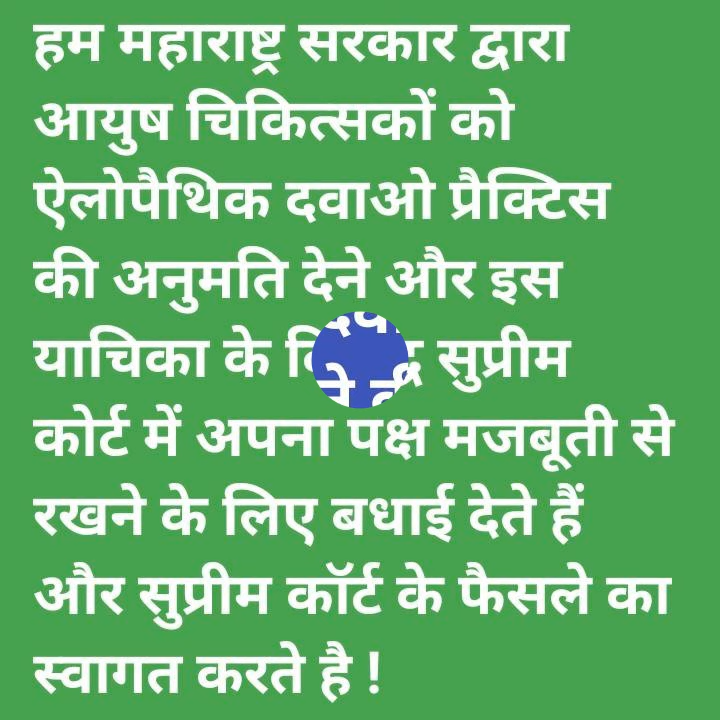 हम महाराष्ट्र सरकार द्वारा
आयुष चिकित्सकों को
ऐलोपैथिक दवाओ प्रैक्टिस
की अनुमति देने और इस
याचिका के सुप्रीम
कोर्ट में अपना पक्ष मजबूती से
रखने के लिए बधाई देते हैं
और सुप्रीम कॉर्ट के फैसले का
स्वागत करते है !